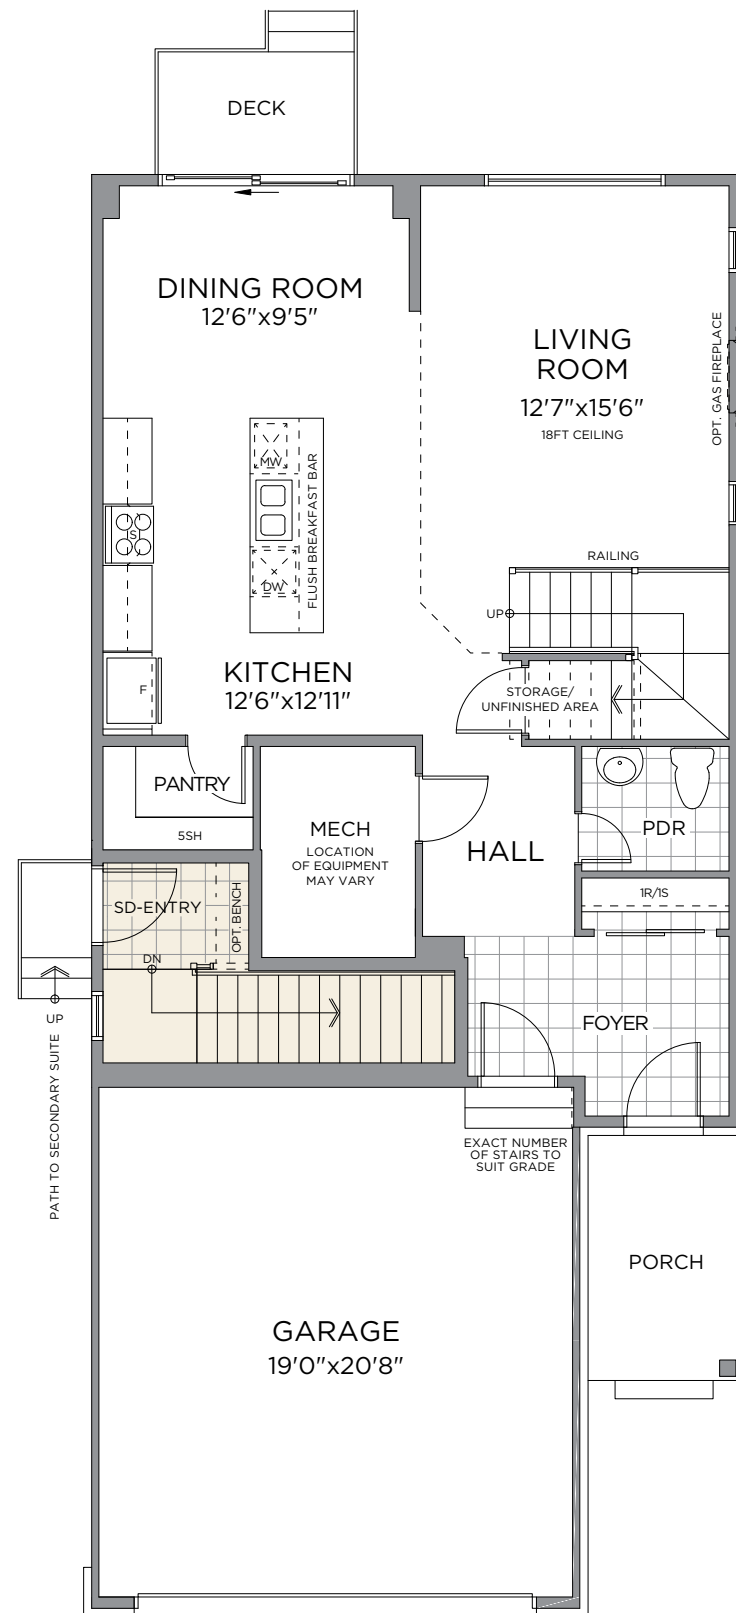 DECK
DINING ROOM
12'6"x9'5"
LIVING
ROOM
12'7"x15'6"
18FT CEILING
OPT. GAS FIREPLACE
MW
S
DW
FLUSH BREAKFAST BAR
RAILING
UP
KITCHEN
12'6"x12'11"
F
STORAGE/
UNFINISHED AREA
PANTRY
5SH
MECH
LOCATION
OF EQUIPMENT
MAY VARY
HALL
PDR
1R/1S
SD-ENTRY
OPT. BENCH
DN
UP
PATH TO SECONDARY SUITE
FOYER
EXACT NUMBER
OF STAIRS TO
SUIT GRADE
PORCH
GARAGE
19'0"x20'8"